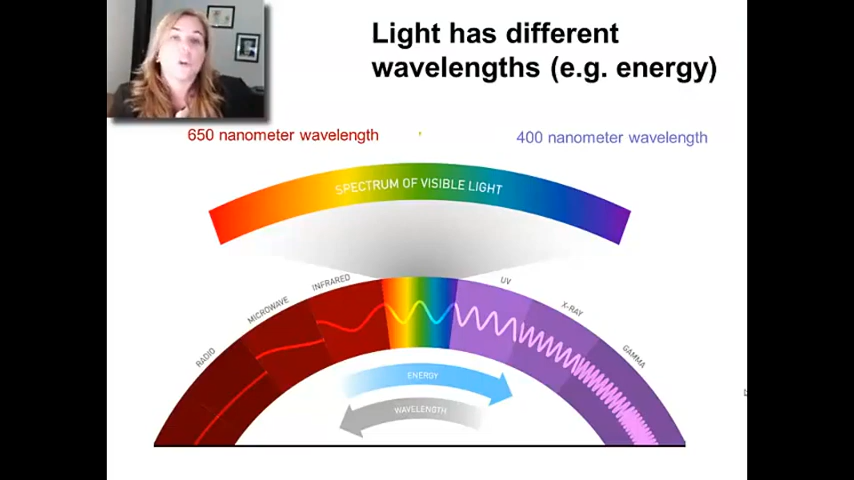 Light has different
wavelengths (e.g. energy)
650 nanometer wavelength
400 nanometer wavelength
SPECTRUM OF VISIBLE LIGHT
RADIO
MICROWAVE
INFRARED
UV
X-RAY
GAMMA
ENERGY
WAVELENGTH